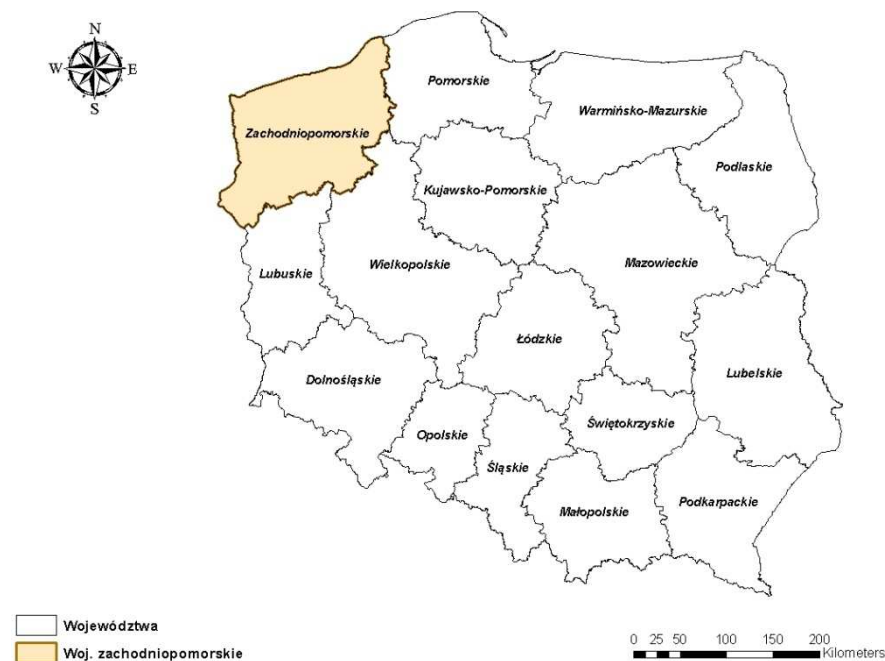 N
W E
S
Pomorskie
Warmińsko-Mazurskie
Zachodniopomorskie
Podlaskie
Kujawsko-Pomorskie
Mazowieckie
Wielkopolskie
Lubuskie
Łódzkie
Lubelskie
Dolnośląskie
Świętokrzyskie
Opolskie
Śląskie
Podkarpackie
Małopolskie
Województwa
Woj. zachodniopomorskie
0 25 50 100 150 200
Kilometers